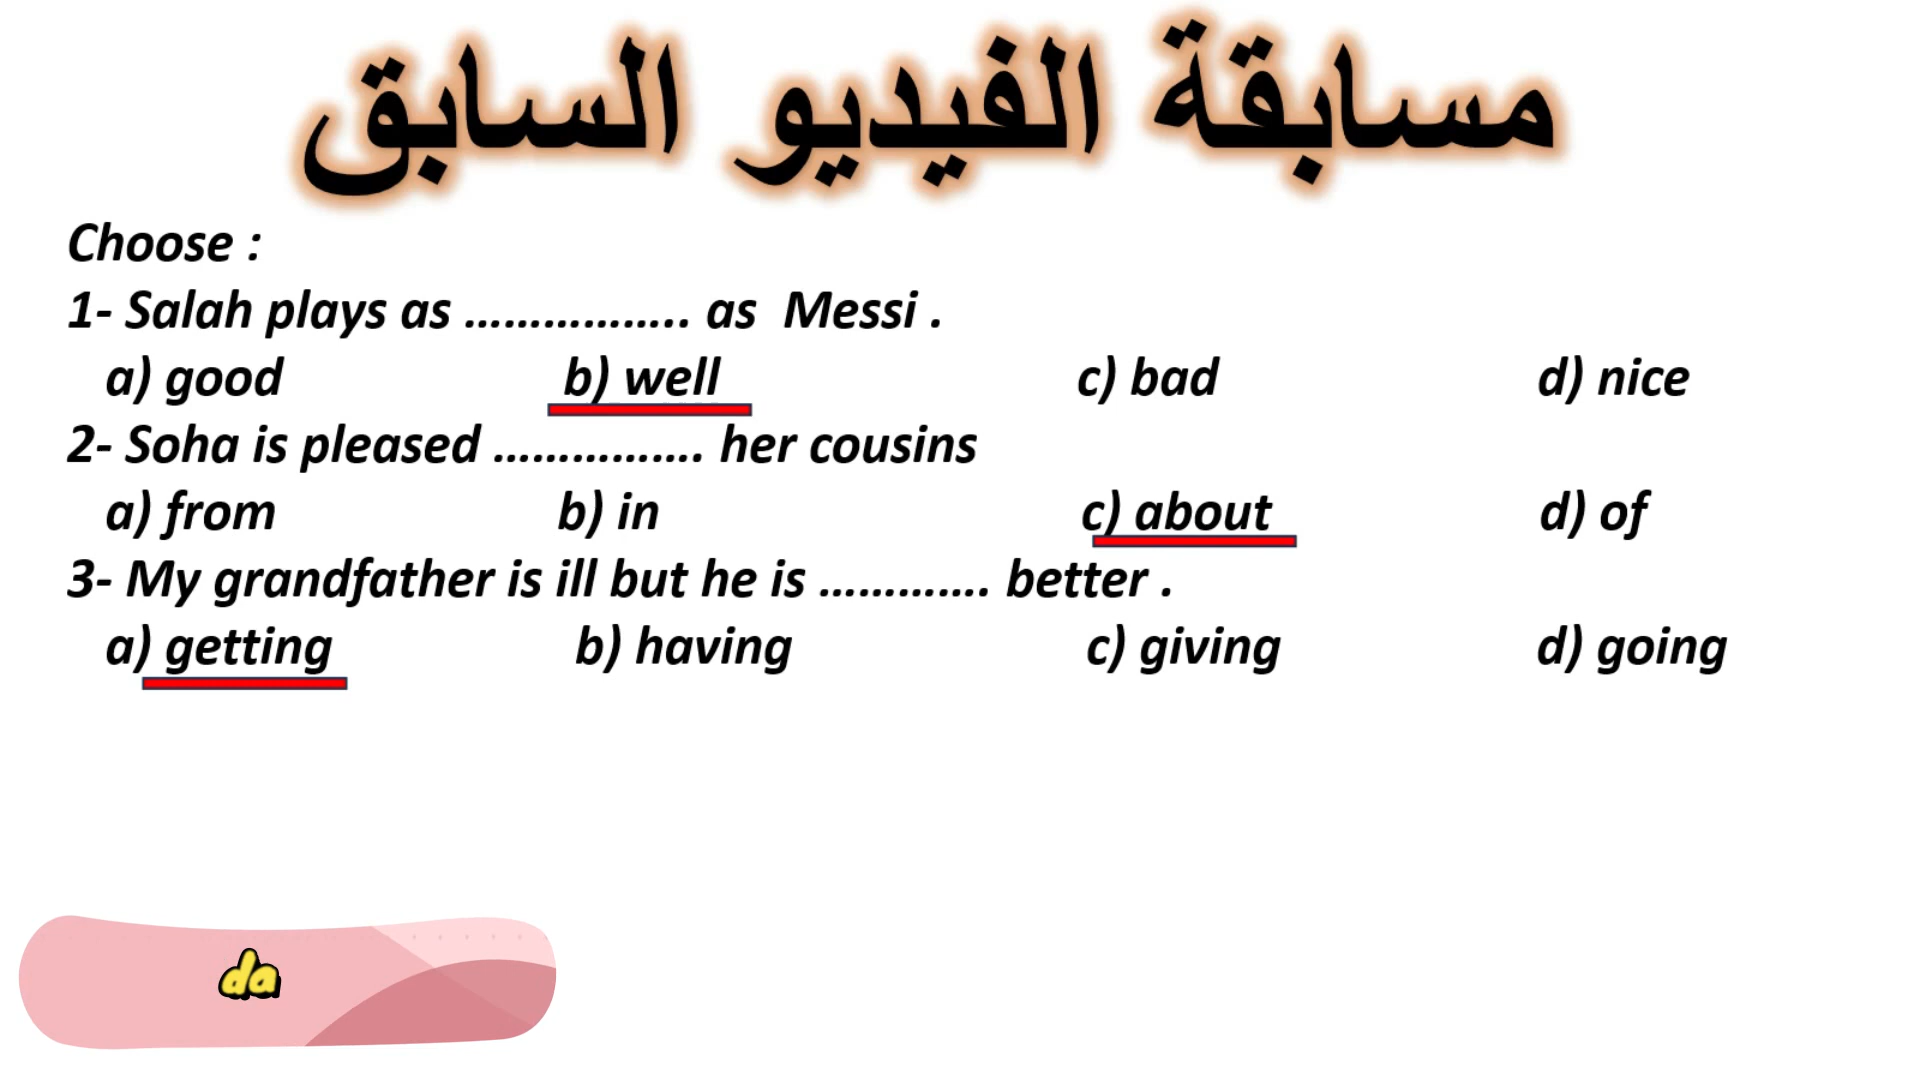 مسابقة الفيديو السابق
Choose :
1- Salah plays as …………….. as Messi .
a) good b) well c) bad d) nice
2- Soha is pleased ……………. her cousins
a) from b) in c) about d) of
3- My grandfather is ill but he is …………. better .
a) getting b) having c) giving d) going
da